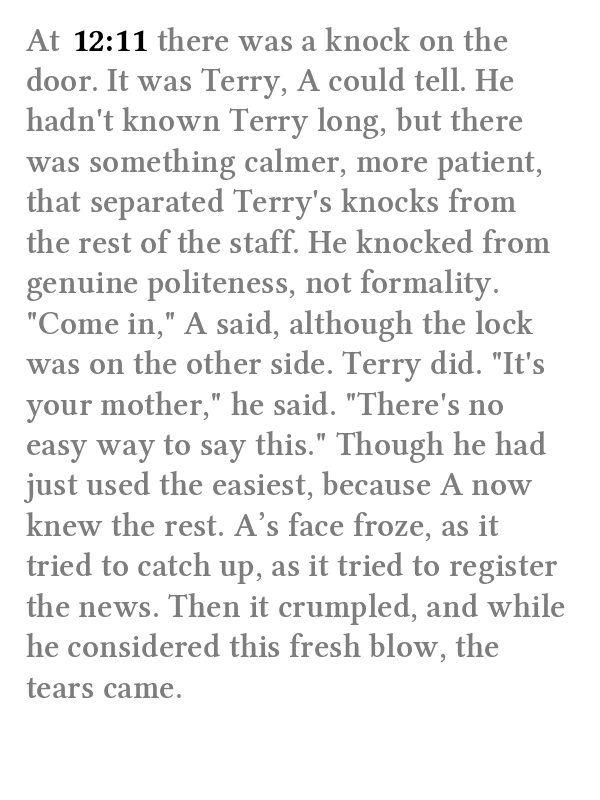 At 12:11 there was a knock on the
door. It was Terry, A could tell. He
hadn't known Terry long, but there
was something calmer, more patient,
that separated Terry's knocks from
the rest of the staff. He knocked from
genuine politeness, not formality.
"Come in," A said, although the lock
was on the other side. Terry did. "It's
your mother," he said. "There's no
easy way to say this." Though he had
just used the easiest, because A now
knew the rest. A’s face froze, as it
tried to catch up, as it tried to register
the news. Then it crumpled, and while
he considered this fresh blow, the
tears came.